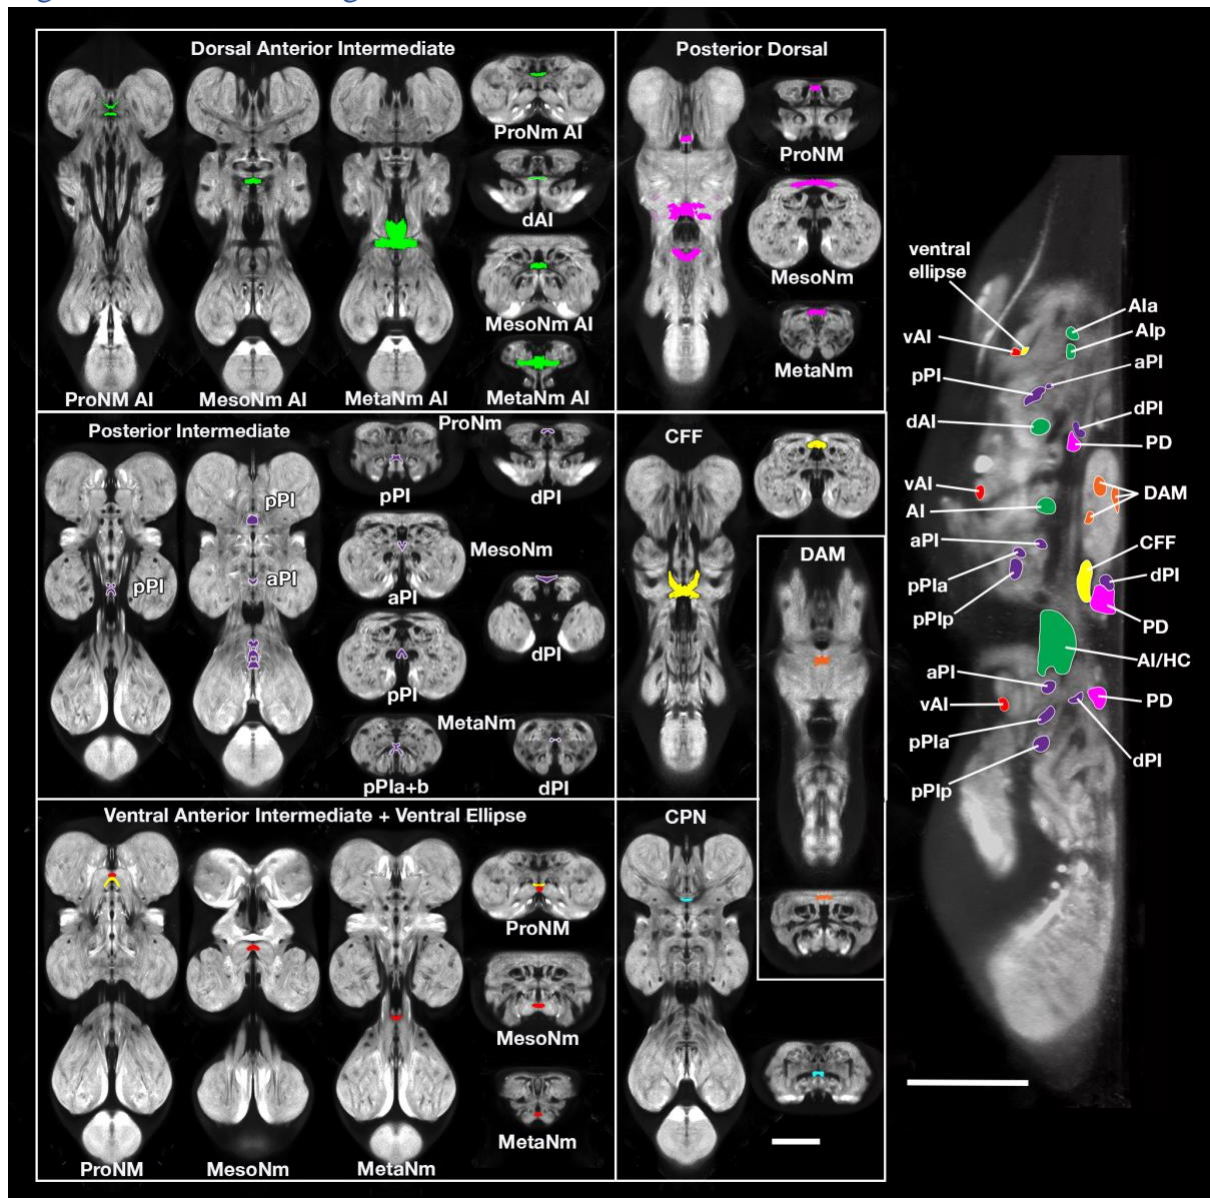 Dorsal Anterior Intermediate
ProNM AI
MesoNm AI
MetaNm AI
ProNm AI
dAI
MesoNm AI
MetaNm AI
Posterior Dorsal
ProNM
MesoNm
MetaNm
Posterior Intermediate
pPI
pPI
aPI
ProNm
pPI
dPI
MesoNm
aPI
dPI
pPI
MetaNm
pPIa+b
dPI
CFF
DAM
Ventral Anterior Intermediate + Ventral Ellipse
ProNM
MesoNm
MetaNm
ProNM
MesoNm
MetaNm
CPN
ventral
ellipse
vAI
pPI
dAI
vAI
AI
aPI
pPIa
pPIp
aPI
vAI
pPIa
pPIp
AIa
AIp
aPI
dPI
PD
DAM
CFF
dPI
PD
AI/HC
PD
dPI